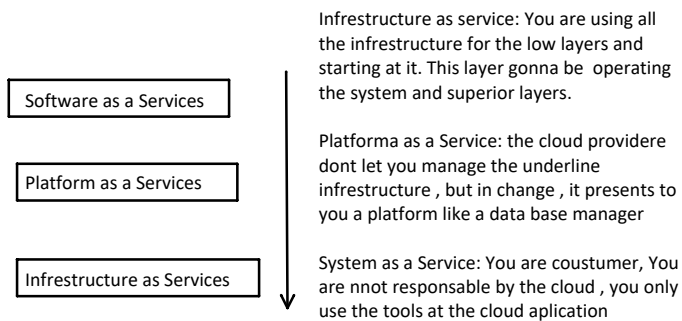 Software as a Services
Platform as a Services
Infrestructure as Services
Infrestructure as service: You are using all
the infrastructure for the low layers and
starting at it. This layer gonna be  operating
the system and superior layers.
Platforma as a Service: the cloud providere
dont let you manage the underline
infrestructure , but in change , it presents to
you a platform like a data base manager
System as a Service: You are coustumer, You
are nnot responsable by the cloud , you only
use the tools at the cloud aplication